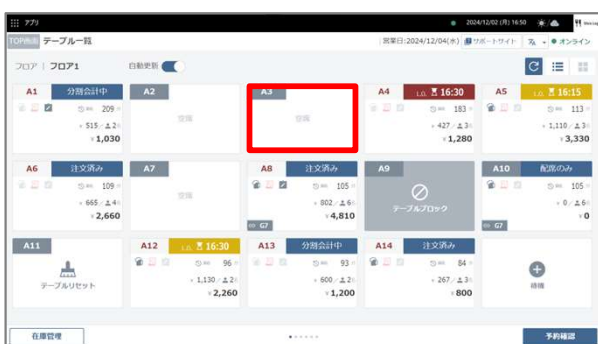 アプリ
2024/12/02 (月) 16:50
TOP画面 テーブル一覧
営業日:2024/12/04(水) サポートサイト オンライン
フロア | フロア1 自動更新
A1 分割会計中
209
515 / 2
1,030
A2
空席
A3
空席
A4 L.O. 16:30
183
427 / 3
1,280
A5 L.O. 16:15
113
1,110 / 3
3,330
A6 注文済み
109
665 / 4
2,660
A7
空席
A8 注文済み
105
802 / 6
4,810
G7
A9
テーブルブロック
A10 配席のみ
105
0 / 6
0
G7
A11
テーブルリセット
A12 L.O. 16:30
96
1,130 / 2
2,260
A13 分割会計中
93
600 / 2
1,200
A14 注文済み
84
267 / 3
800
待機
在庫管理
予約確認